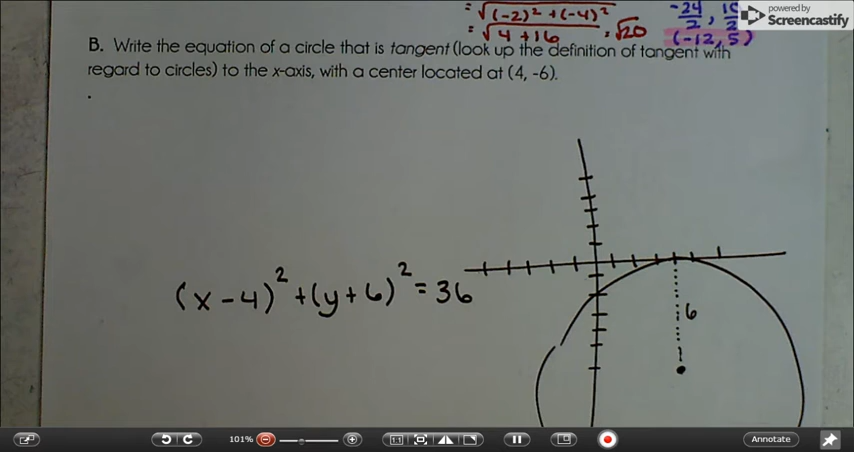 = √(-2)² + (-4)²
= √4 + 16 = √20
-24/2 ,
(-12, 5)
powered by
Screencastify
B. Write the equation of a circle that is tangent (look up the definition of tangent with
regard to circles) to the x-axis, with a center located at (4, -6).
(x - 4)² + (y + 6)² = 36
6
101%
1:1
Annotate